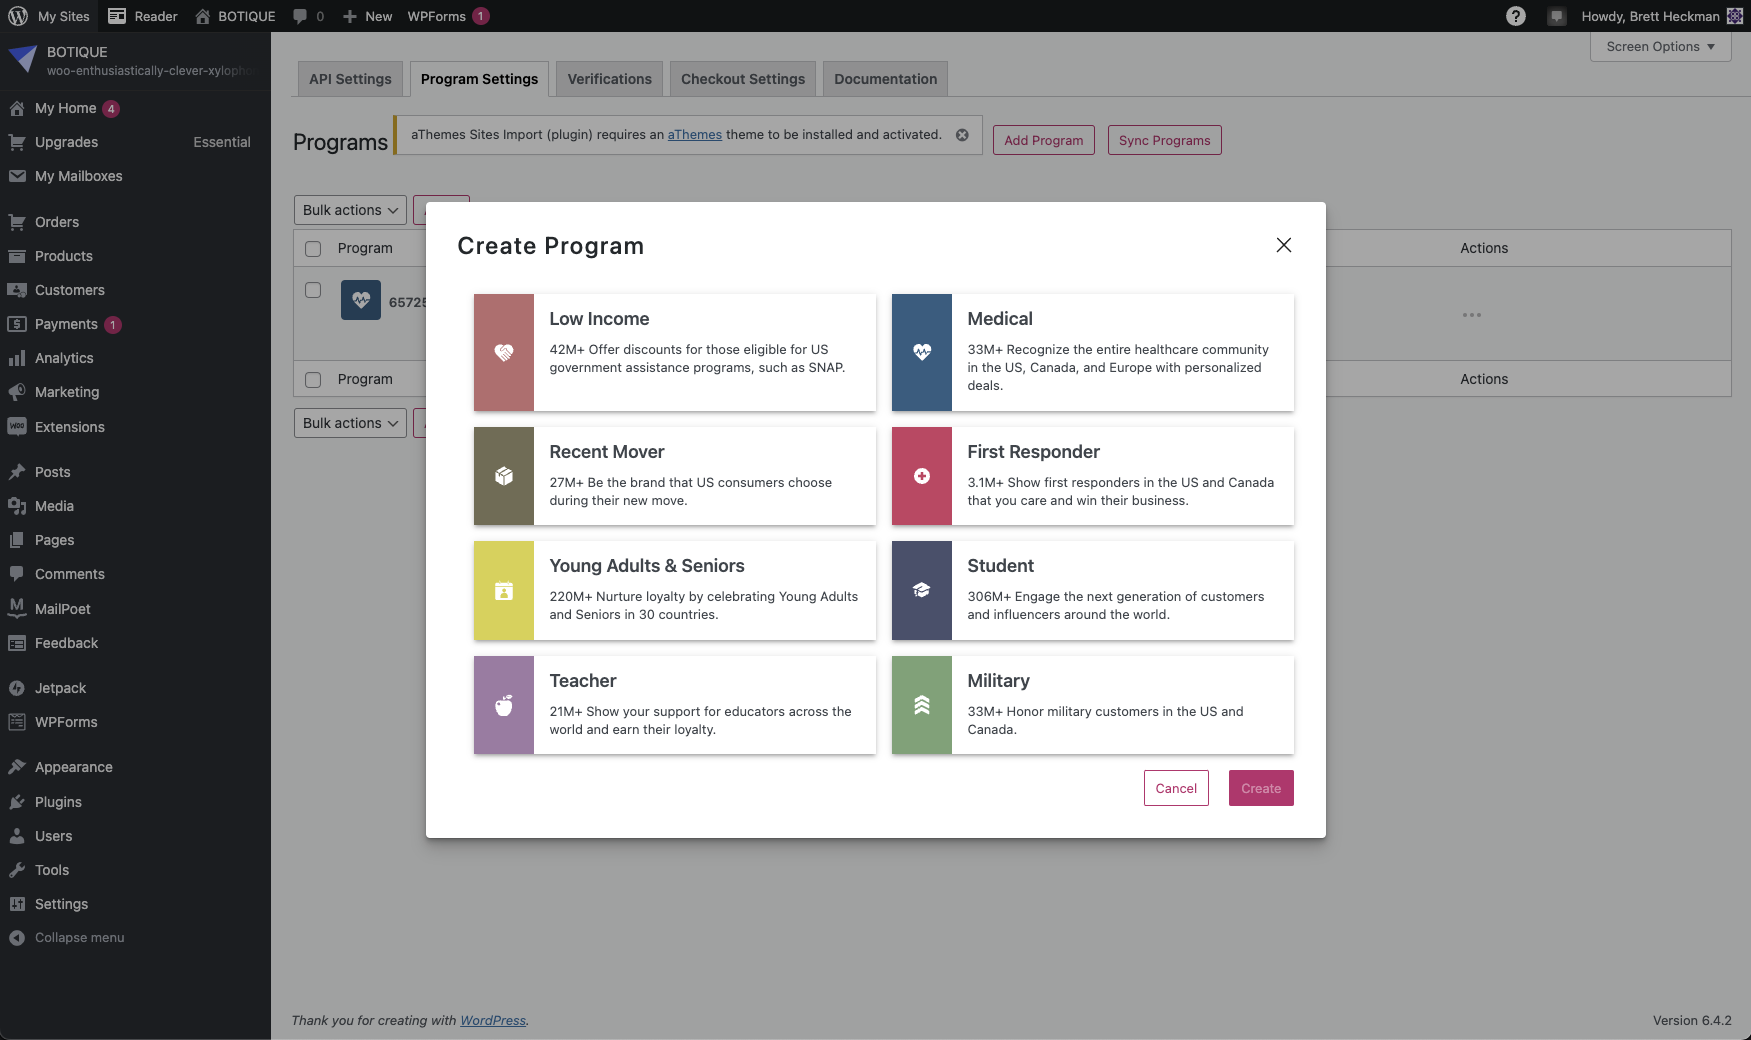 My Sites
Reader
BOTIQUE
0
New
WPForms 1
Howdy, Brett Heckman
BOTIQUE
woo-enthusiastically-clever-xylopho
My Home 4
Upgrades Essential
My Mailboxes
Orders
Products
Customers
Payments 1
Analytics
Marketing
Extensions
Posts
Media
Pages
Comments
MailPoet
Feedback
Jetpack
WPForms
Appearance
Plugins
Users
Tools
Settings
Collapse menu
Screen Options
API Settings
Program Settings
Verifications
Checkout Settings
Documentation
Programs
aThemes Sites Import (plugin) requires an aThemes theme to be installed and activated.
Add Program
Sync Programs
Bulk actions
Program
Actions
6572
Program
Actions
Bulk actions
Create Program
Low Income
42M+ Offer discounts for those eligible for US
government assistance programs, such as SNAP.
Medical
33M+ Recognize the entire healthcare community
in the US, Canada, and Europe with personalized
deals.
Recent Mover
27M+ Be the brand that US consumers choose
during their new move.
First Responder
3.1M+ Show first responders in the US and Canada
that you care and win their business.
Young Adults & Seniors
220M+ Nurture loyalty by celebrating Young Adults
and Seniors in 30 countries.
Student
306M+ Engage the next generation of customers
and influencers around the world.
Teacher
21M+ Show your support for educators across the
world and earn their loyalty.
Military
33M+ Honor military customers in the US and
Canada.
Cancel
Create
Thank you for creating with WordPress.
Version 6.4.2